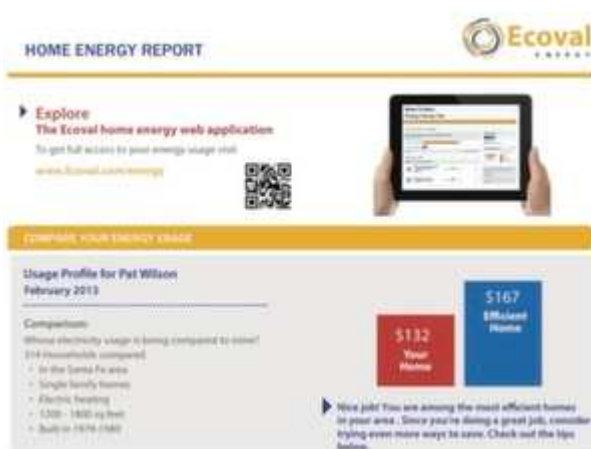 HOME ENERGY REPORT
Ecoval
ENERGY
Explore
The Ecoval home energy web application
To get full access to your energy usage visit
www.Ecoval.com/energy
COMPARE YOUR ENERGY USAGE
Usage Profile for Pat Wilson
February 2013
Comparison:
Whose electricity usage is being compared to mine?
314 Households compared
• In the Santa Fe area
• Single family homes
• Electric heating
• 1200 - 1800 sq feet
• Built in 1979-1980
$132
Your
Home
$167
Efficient
Home
Nice job! You are among the most efficient homes
in your area. Since you're doing a great job, consider
trying even more ways to save. Check out the tips
below.